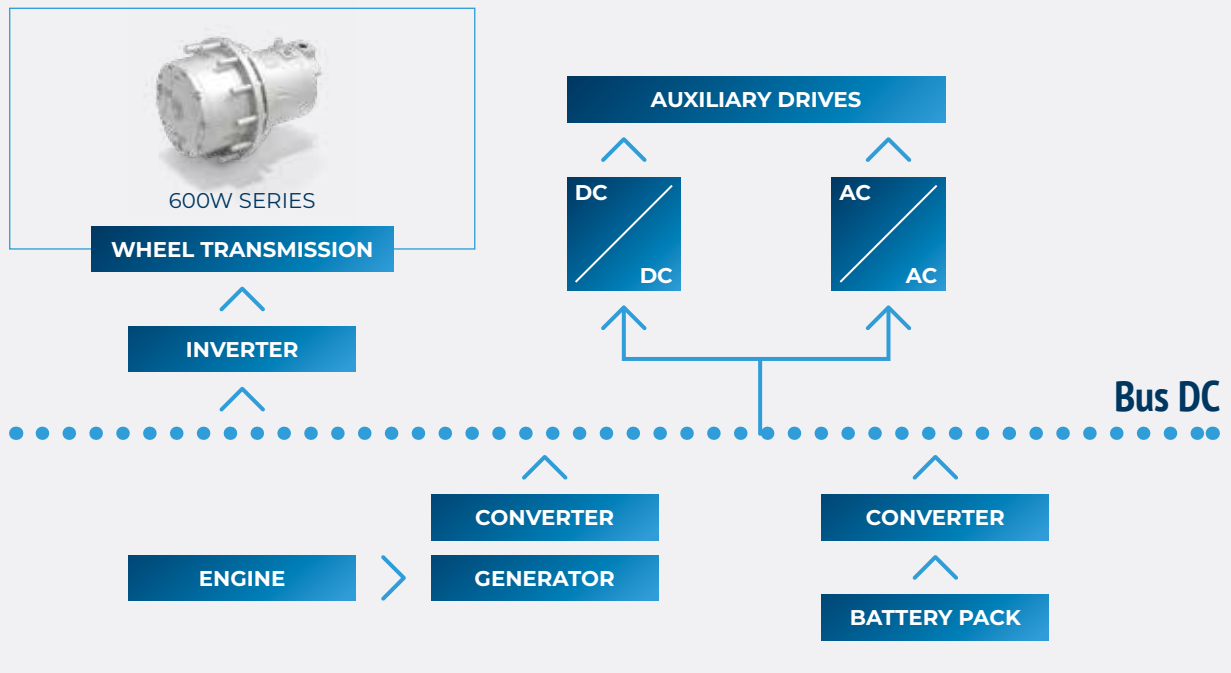 600W SERIES
WHEEL TRANSMISSION
INVERTER
AUXILIARY DRIVES
DC
DC
AC
AC
Bus DC
CONVERTER
CONVERTER
ENGINE
GENERATOR
BATTERY PACK